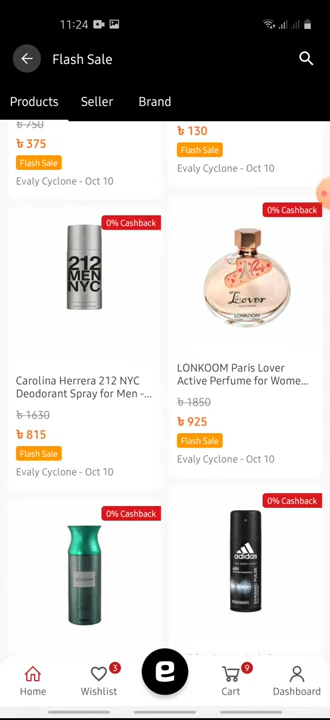 11:24
Flash Sale
Products Seller Brand
৳ 750
৳ 375
Flash Sale
Evaly Cyclone - Oct 10
৳ 130
Flash Sale
Evaly Cyclone - Oct 10
0% Cashback
212
MEN
NYC
Carolina Herrera 212 NYC
Deodorant Spray for Men -...
৳ 1630
৳ 815
Flash Sale
Evaly Cyclone - Oct 10
0% Cashback
Lover
LONKOOM
LONKOOM Paris Lover
Active Perfume for Wome...
৳ 1850
৳ 925
Flash Sale
Evaly Cyclone - Oct 10
0% Cashback
0% Cashback
adidas
DYNAMIC PULSE
e
Home
Wishlist 3
Cart 9
Dashboard